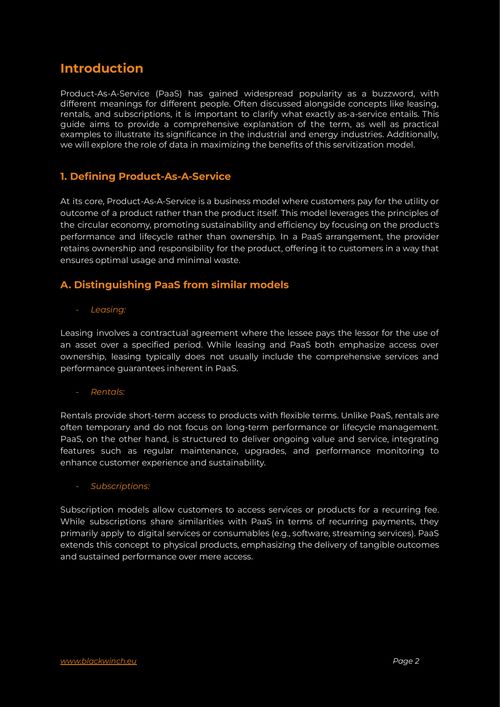 Introduction
Product-As-A-Service (PaaS) has gained widespread popularity as a buzzword, with
different meanings for different people. Often discussed alongside concepts like leasing,
rentals, and subscriptions, it is important to clarify what exactly as-a-service entails. This
guide aims to provide a comprehensive explanation of the term, as well as practical
examples to illustrate its significance in the industrial and energy industries. Additionally,
we will explore the role of data in maximizing the benefits of this servitization model.
1. Defining Product-As-A-Service
At its core, Product-As-A-Service is a business model where customers pay for the utility or
outcome of a product rather than the product itself. This model leverages the principles of
the circular economy, promoting sustainability and efficiency by focusing on the product's
performance and lifecycle rather than ownership. In a PaaS arrangement, the provider
retains ownership and responsibility for the product, offering it to customers in a way that
ensures optimal usage and minimal waste.
A. Distinguishing PaaS from similar models
- Leasing:
Leasing involves a contractual agreement where the lessee pays the lessor for the use of
an asset over a specified period. While leasing and PaaS both emphasize access over
ownership, leasing typically does not usually include the comprehensive services and
performance guarantees inherent in PaaS.
- Rentals:
Rentals provide short-term access to products with flexible terms. Unlike PaaS, rentals are
often temporary and do not focus on long-term performance or lifecycle management.
PaaS, on the other hand, is structured to deliver ongoing value and service, integrating
features such as regular maintenance, upgrades, and performance monitoring to
enhance customer experience and sustainability.
- Subscriptions:
Subscription models allow customers to access services or products for a recurring fee.
While subscriptions share similarities with PaaS in terms of recurring payments, they
primarily apply to digital services or consumables (e.g., software, streaming services). PaaS
extends this concept to physical products, emphasizing the delivery of tangible outcomes
and sustained performance over mere access.
www.blackwinch.eu Page 2